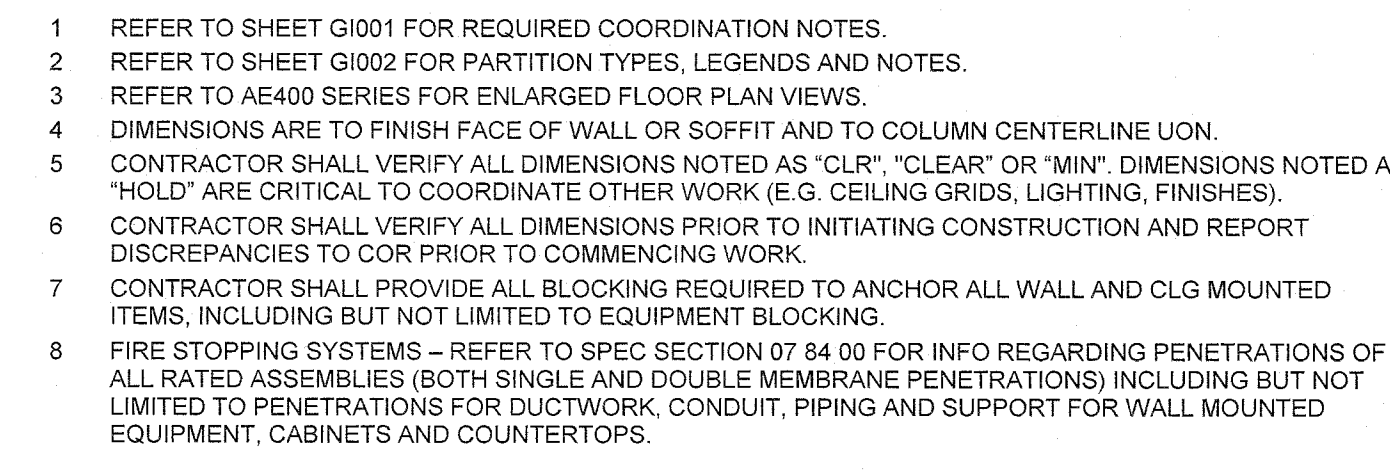 1 REFER TO SHEET GI001 FOR REQUIRED COORDINATION NOTES.
2 REFER TO SHEET GI002 FOR PARTITION TYPES, LEGENDS AND NOTES.
3 REFER TO AE400 SERIES FOR ENLARGED FLOOR PLAN VIEWS.
4 DIMENSIONS ARE TO FINISH FACE OF WALL OR SOFFIT AND TO COLUMN CENTERLINE UON.
5 CONTRACTOR SHALL VERIFY ALL DIMENSIONS NOTED AS “CLR", "CLEAR” OR “MIN". DIMENSIONS NOTED A
“HOLD” ARE CRITICAL TO COORDINATE OTHER WORK (E.G. CEILING GRIDS, LIGHTING, FINISHES).
6 CONTRACTOR SHALL VERIFY ALL DIMENSIONS PRIOR TO INITIATING CONSTRUCTION AND REPORT
DISCREPANCIES TO COR PRIOR TO COMMENCING WORK.
7 CONTRACTOR SHALL PROVIDE ALL BLOCKING REQUIRED TO ANCHOR ALL WALL AND CLG MOUNTED
ITEMS, INCLUDING BUT NOT LIMITED TO EQUIPMENT BLOCKING.
8 FIRE STOPPING SYSTEMS – REFER TO SPEC SECTION 07 84 00 FOR INFO REGARDING PENETRATIONS OF
ALL RATED ASSEMBLIES (BOTH SINGLE AND DOUBLE MEMBRANE PENETRATIONS) INCLUDING BUT NOT
LIMITED TO PENETRATIONS FOR DUCTWORK, CONDUIT, PIPING AND SUPPORT FOR WALL MOUNTED
EQUIPMENT, CABINETS AND COUNTERTOPS.